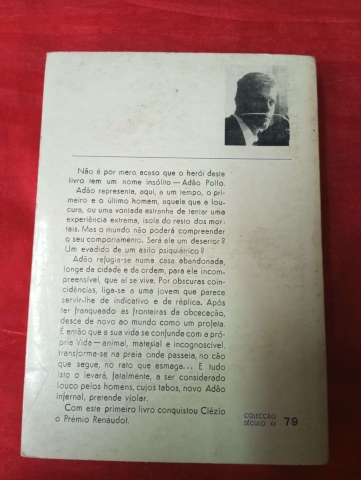 Não é por mero acaso que o herói deste
livro tem um nome insólito — Adão Pollo.
Adão representa, aqui, a um tempo, o pri-
meiro e o último homem, aquele que a lou-
cura, ou uma vontade estranha de tentar uma
experiência extrema, isola do resto dos mor-
tais. Mas o mundo não poderá compreender
o seu comportamento. Será ele um desertor?
Um evadido de um asilo psiquiátrico?
Adão refugia-se numa casa abandonada,
longe da cidade e da ordem, para ele incom-
preensível, que aí se vive. Por obscuras coin-
cidências, liga-se a uma jovem que parece
servir-lhe de indicativo e de réplica. Após
ter franqueado as fronteiras da obcecação,
desce de novo ao mundo como um profeta.
E então que a sua vida se confunde com a pró-
pria Vida — animal, material e incognoscível,
transforma-se na praia onde passeia, no cão
que segue, no rato que esmaga... E tudo
isto o levará, fatalmente, a ser considerado
louco pelos homens, cujos tabos, novo Adão
infernal, pretende violar.
Com este primeiro livro conquistou Clézio
o Prémio Renaudot.
COLECÇÃO
SÉCULO XX 79